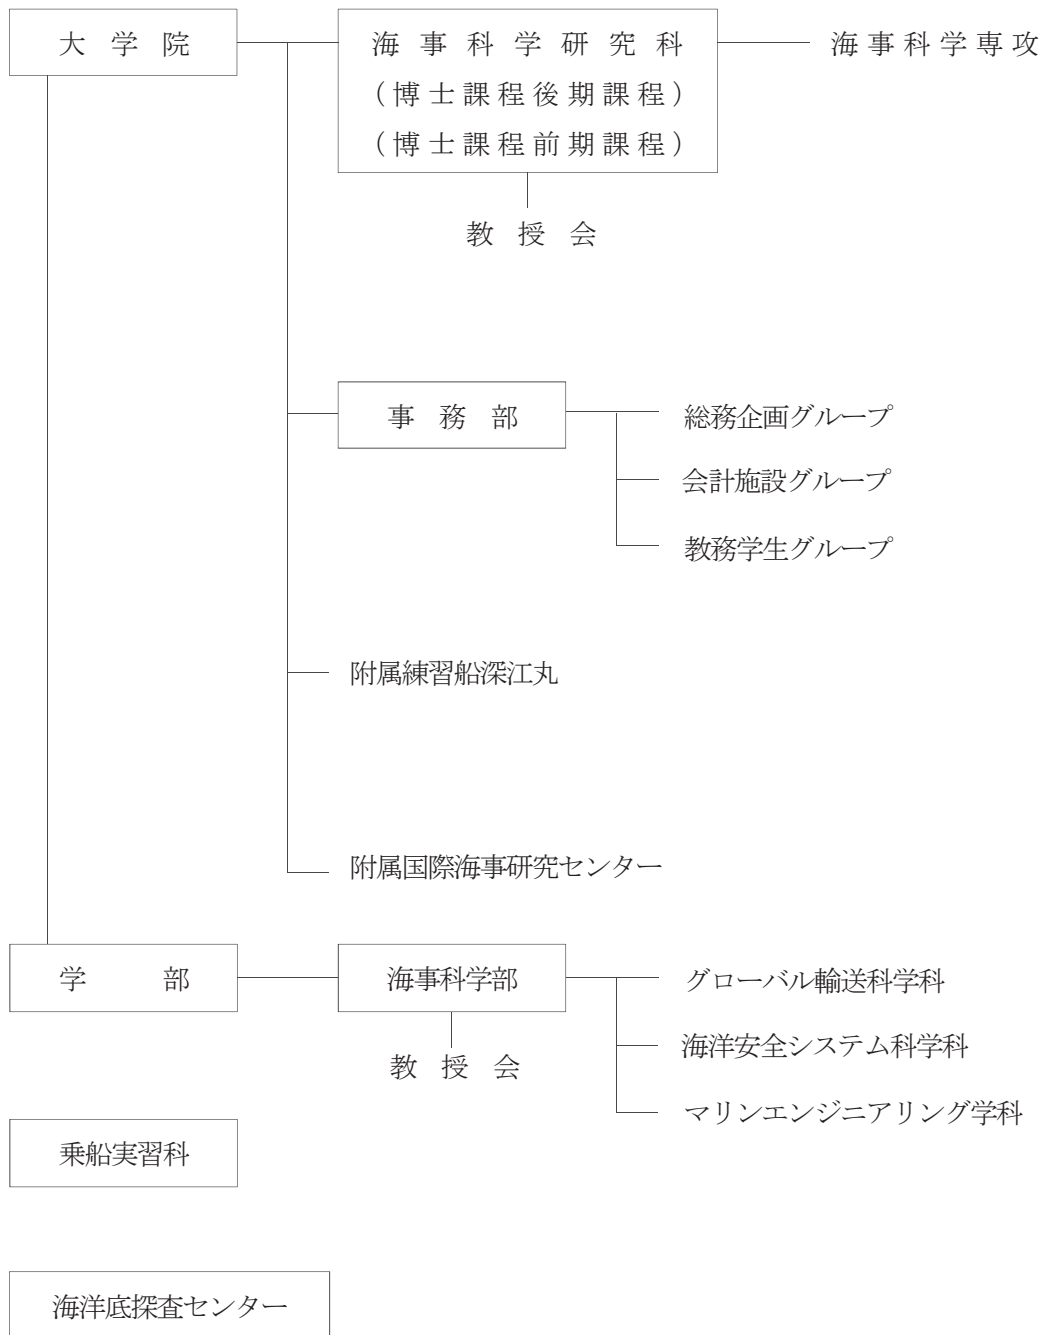 大学院
海事科学研究科
（博士課程後期課程）
（博士課程前期課程）
海事科学専攻
教授会
事務部
総務企画グループ
会計施設グループ
教務学生グループ
附属練習船深江丸
附属国際海事研究センター
学部
海事科学部
教授会
グローバル輸送科学科
海洋安全システム科学科
マリンエンジニアリング学科
乗船実習科
海洋底探査センター